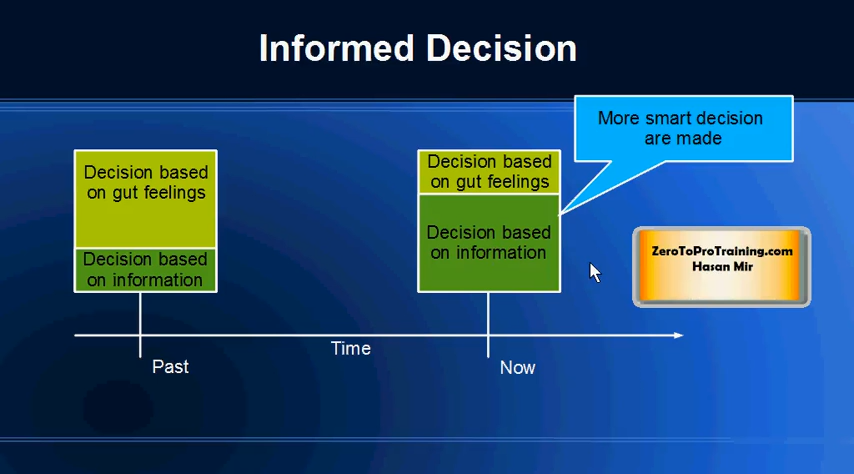 Informed Decision
More smart decision
are made
Decision based
on gut feelings
Decision based
on information
Decision based
on gut feelings
Decision based
on information
ZeroToProTraining.com
Hasan Mir
Time
Past
Now